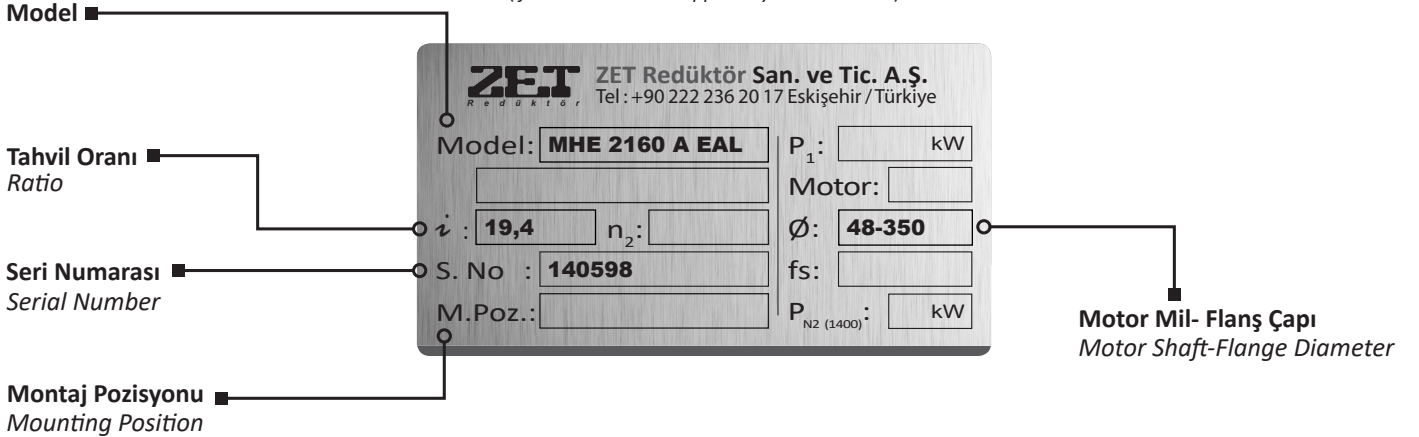 Model
ZET
Redüktör
ZET Redüktör San. ve Tic. A.Ş.
Tel : +90 222 236 20 17 Eskişehir / Türkiye
Model: MHE 2160 A EAL
P1: kW
Motor:
Tahvil Oranı
Ratio
i : 19,4 n2:
Ø: 48-350
Seri Numarası
Serial Number
S. No : 140598
fs:
M.Poz.:
PN2 (1400): kW
Motor Mil- Flanş Çapı
Motor Shaft-Flange Diameter
Montaj Pozisyonu
Mounting Position